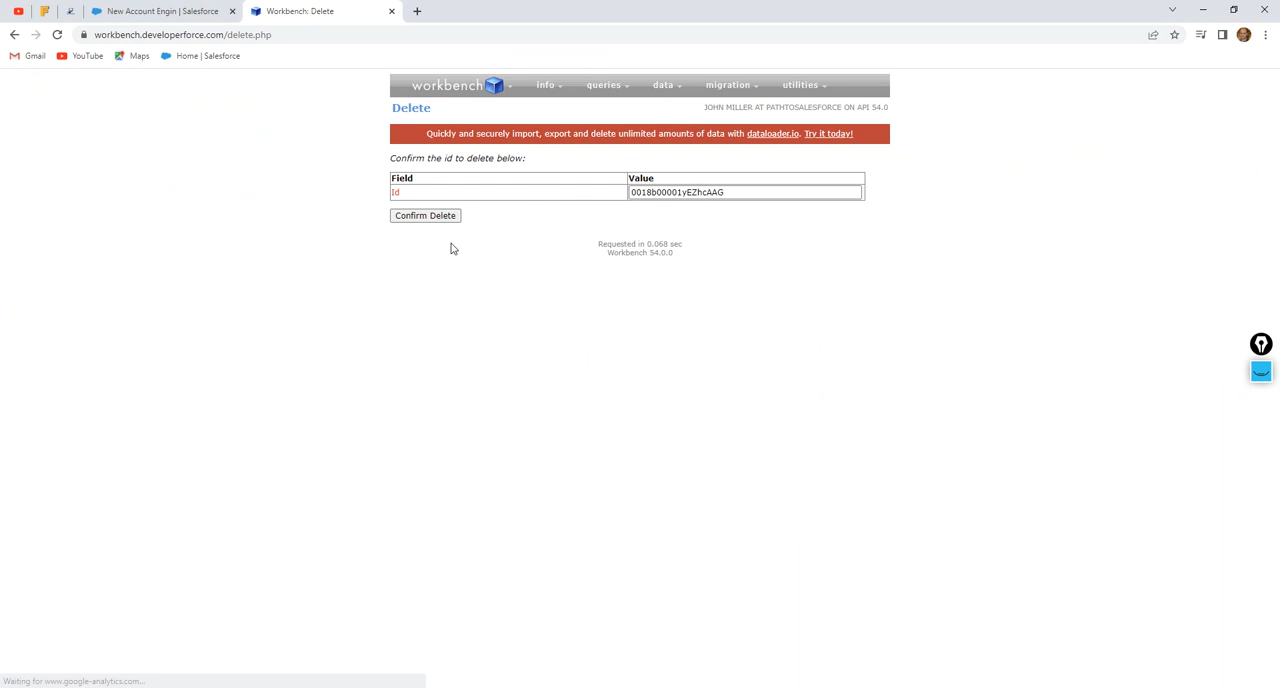 New Account Engin | Salesforce
Workbench: Delete
workbench.developerforce.com/delete.php
Gmail
YouTube
Maps
Home | Salesforce
workbench
info
queries
data
migration
utilities
Delete
JOHN MILLER AT PATHTOSALESFORCE ON API 54.0
Quickly and securely import, export and delete unlimited amounts of data with dataloader.io. Try it today!
Confirm the id to delete below:
Field Value
Id 0018b00001yEZhcAAG
Confirm Delete
Requested in 0.068 sec
Workbench 54.0.0
Waiting for www.google-analytics.com...